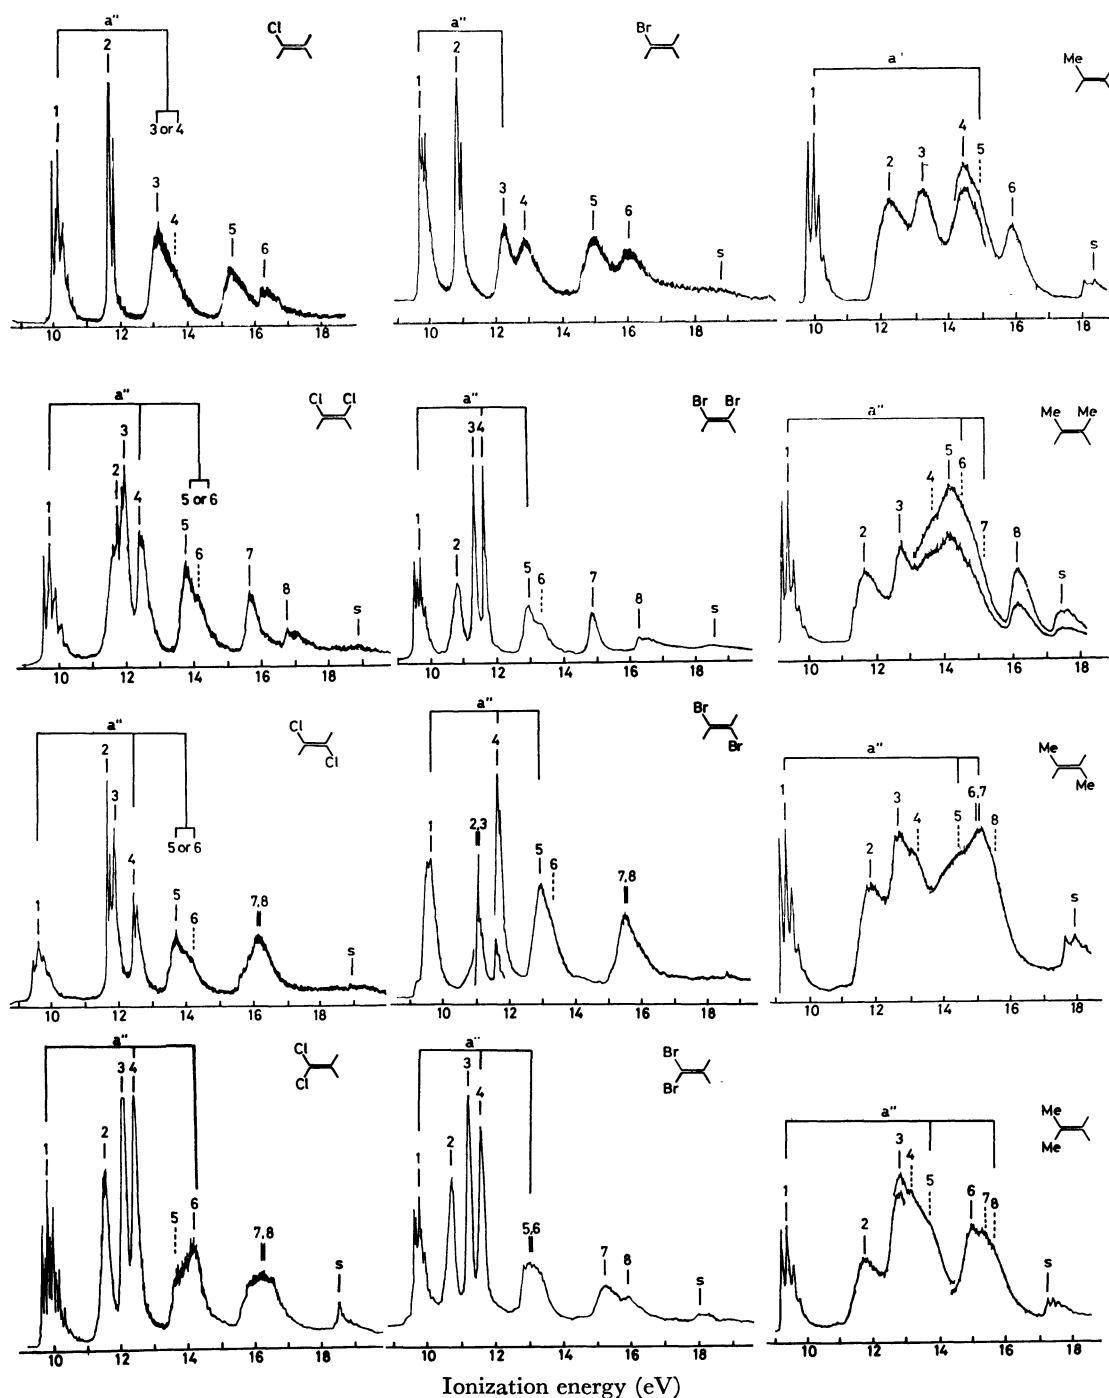 a" Cl
1 2 3 or 4 3 4 5 6
10 12 14 16 18
a" Br
1 2 3 4 5 6 s
10 12 14 16 18
a' Me
1 2 3 4 5 6 s
10 12 14 16 18
a" Cl Cl
1 2 3 4 5 or 6 5 6 7 8 s
10 12 14 16 18
a" Br Br
1 2 3 4 5 6 7 8 s
10 12 14 16 18
a" Me Me
1 2 3 4 5 6 7 8 s
10 12 14 16 18
a" Cl Cl
1 2 3 4 5 or 6 5 6 7,8 s
10 12 14 16 18
a" Br Br
1 2,3 4 5 6 7,8
10 12 14 16 18
a" Me Me
1 2 3 4 5 6,7 8 s
10 12 14 16 18
a" Cl Cl
1 2 3 4 5 6 7,8 s
10 12 14 16 18
a" Br Br
1 2 3 4 5,6 7 8 s
10 12 14 16 18
a" Me Me
1 2 3 4 5 6 7 8 s
10 12 14 16 18
Ionization energy (eV)